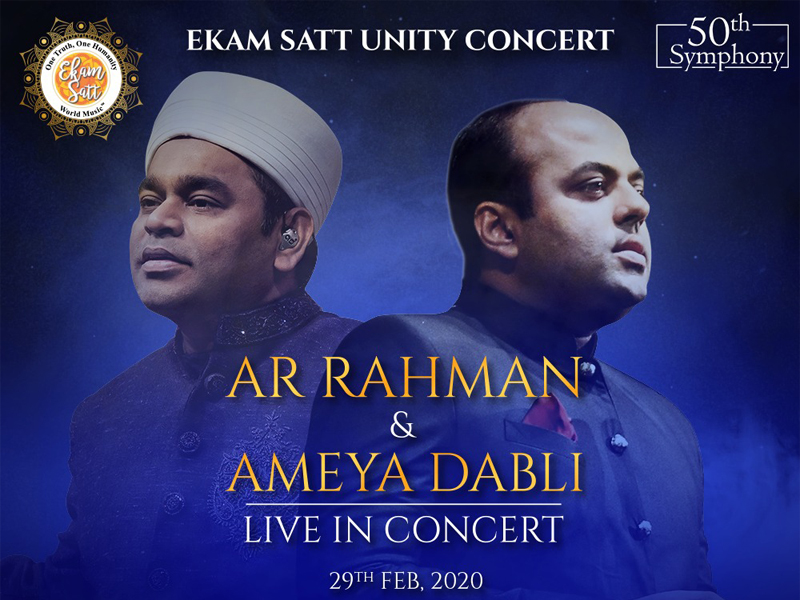 EKAM SATT UNITY CONCERT
50th
Symphony
One Truth, One Humanity
Ekam
Satt
World Music™
AR RAHMAN
&
AMEYA DABLI
LIVE IN CONCERT
29TH FEB, 2020